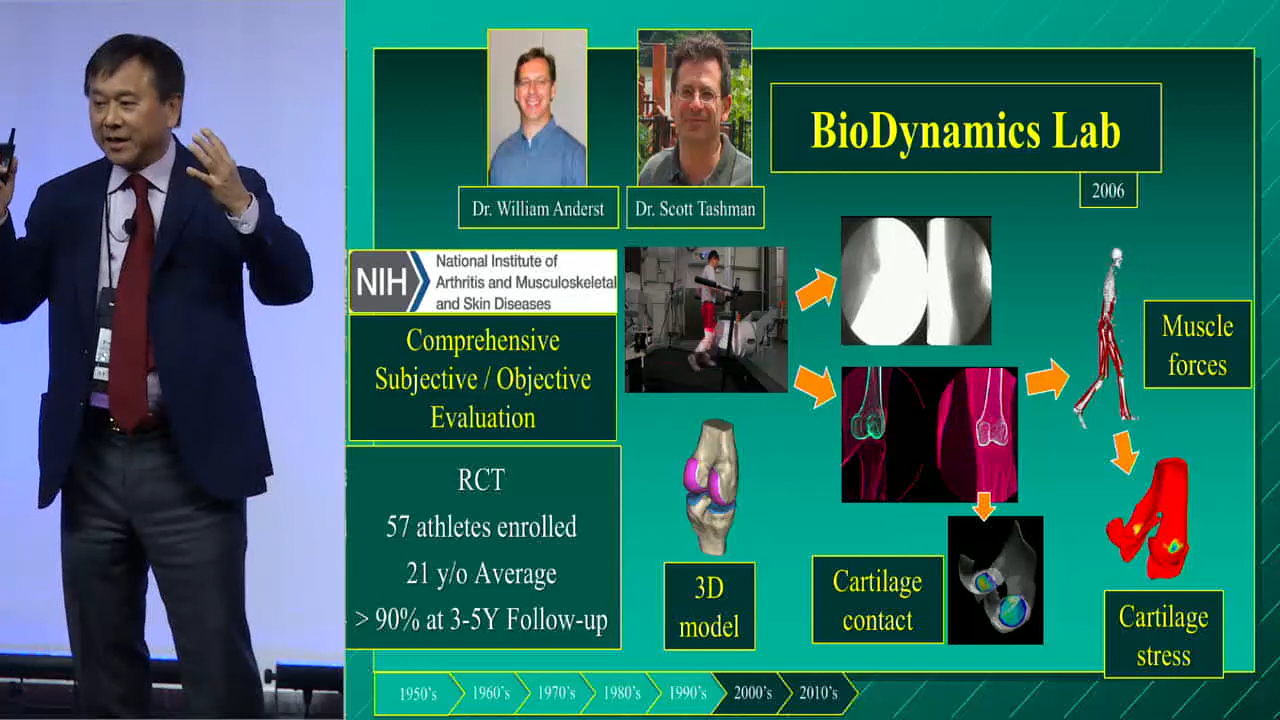 BioDynamics Lab
2006
Dr. William Anderst
Dr. Scott Tashman
NIH
National Institute of
Arthritis and Musculoskeletal
and Skin Diseases
Comprehensive
Subjective / Objective
Evaluation
RCT
57 athletes enrolled
21 y/o Average
> 90% at 3-5Y Follow-up
3D
model
Cartilage
contact
Muscle
forces
Cartilage
stress
1950's
1960's
1970's
1980's
1990's
2000's
2010's